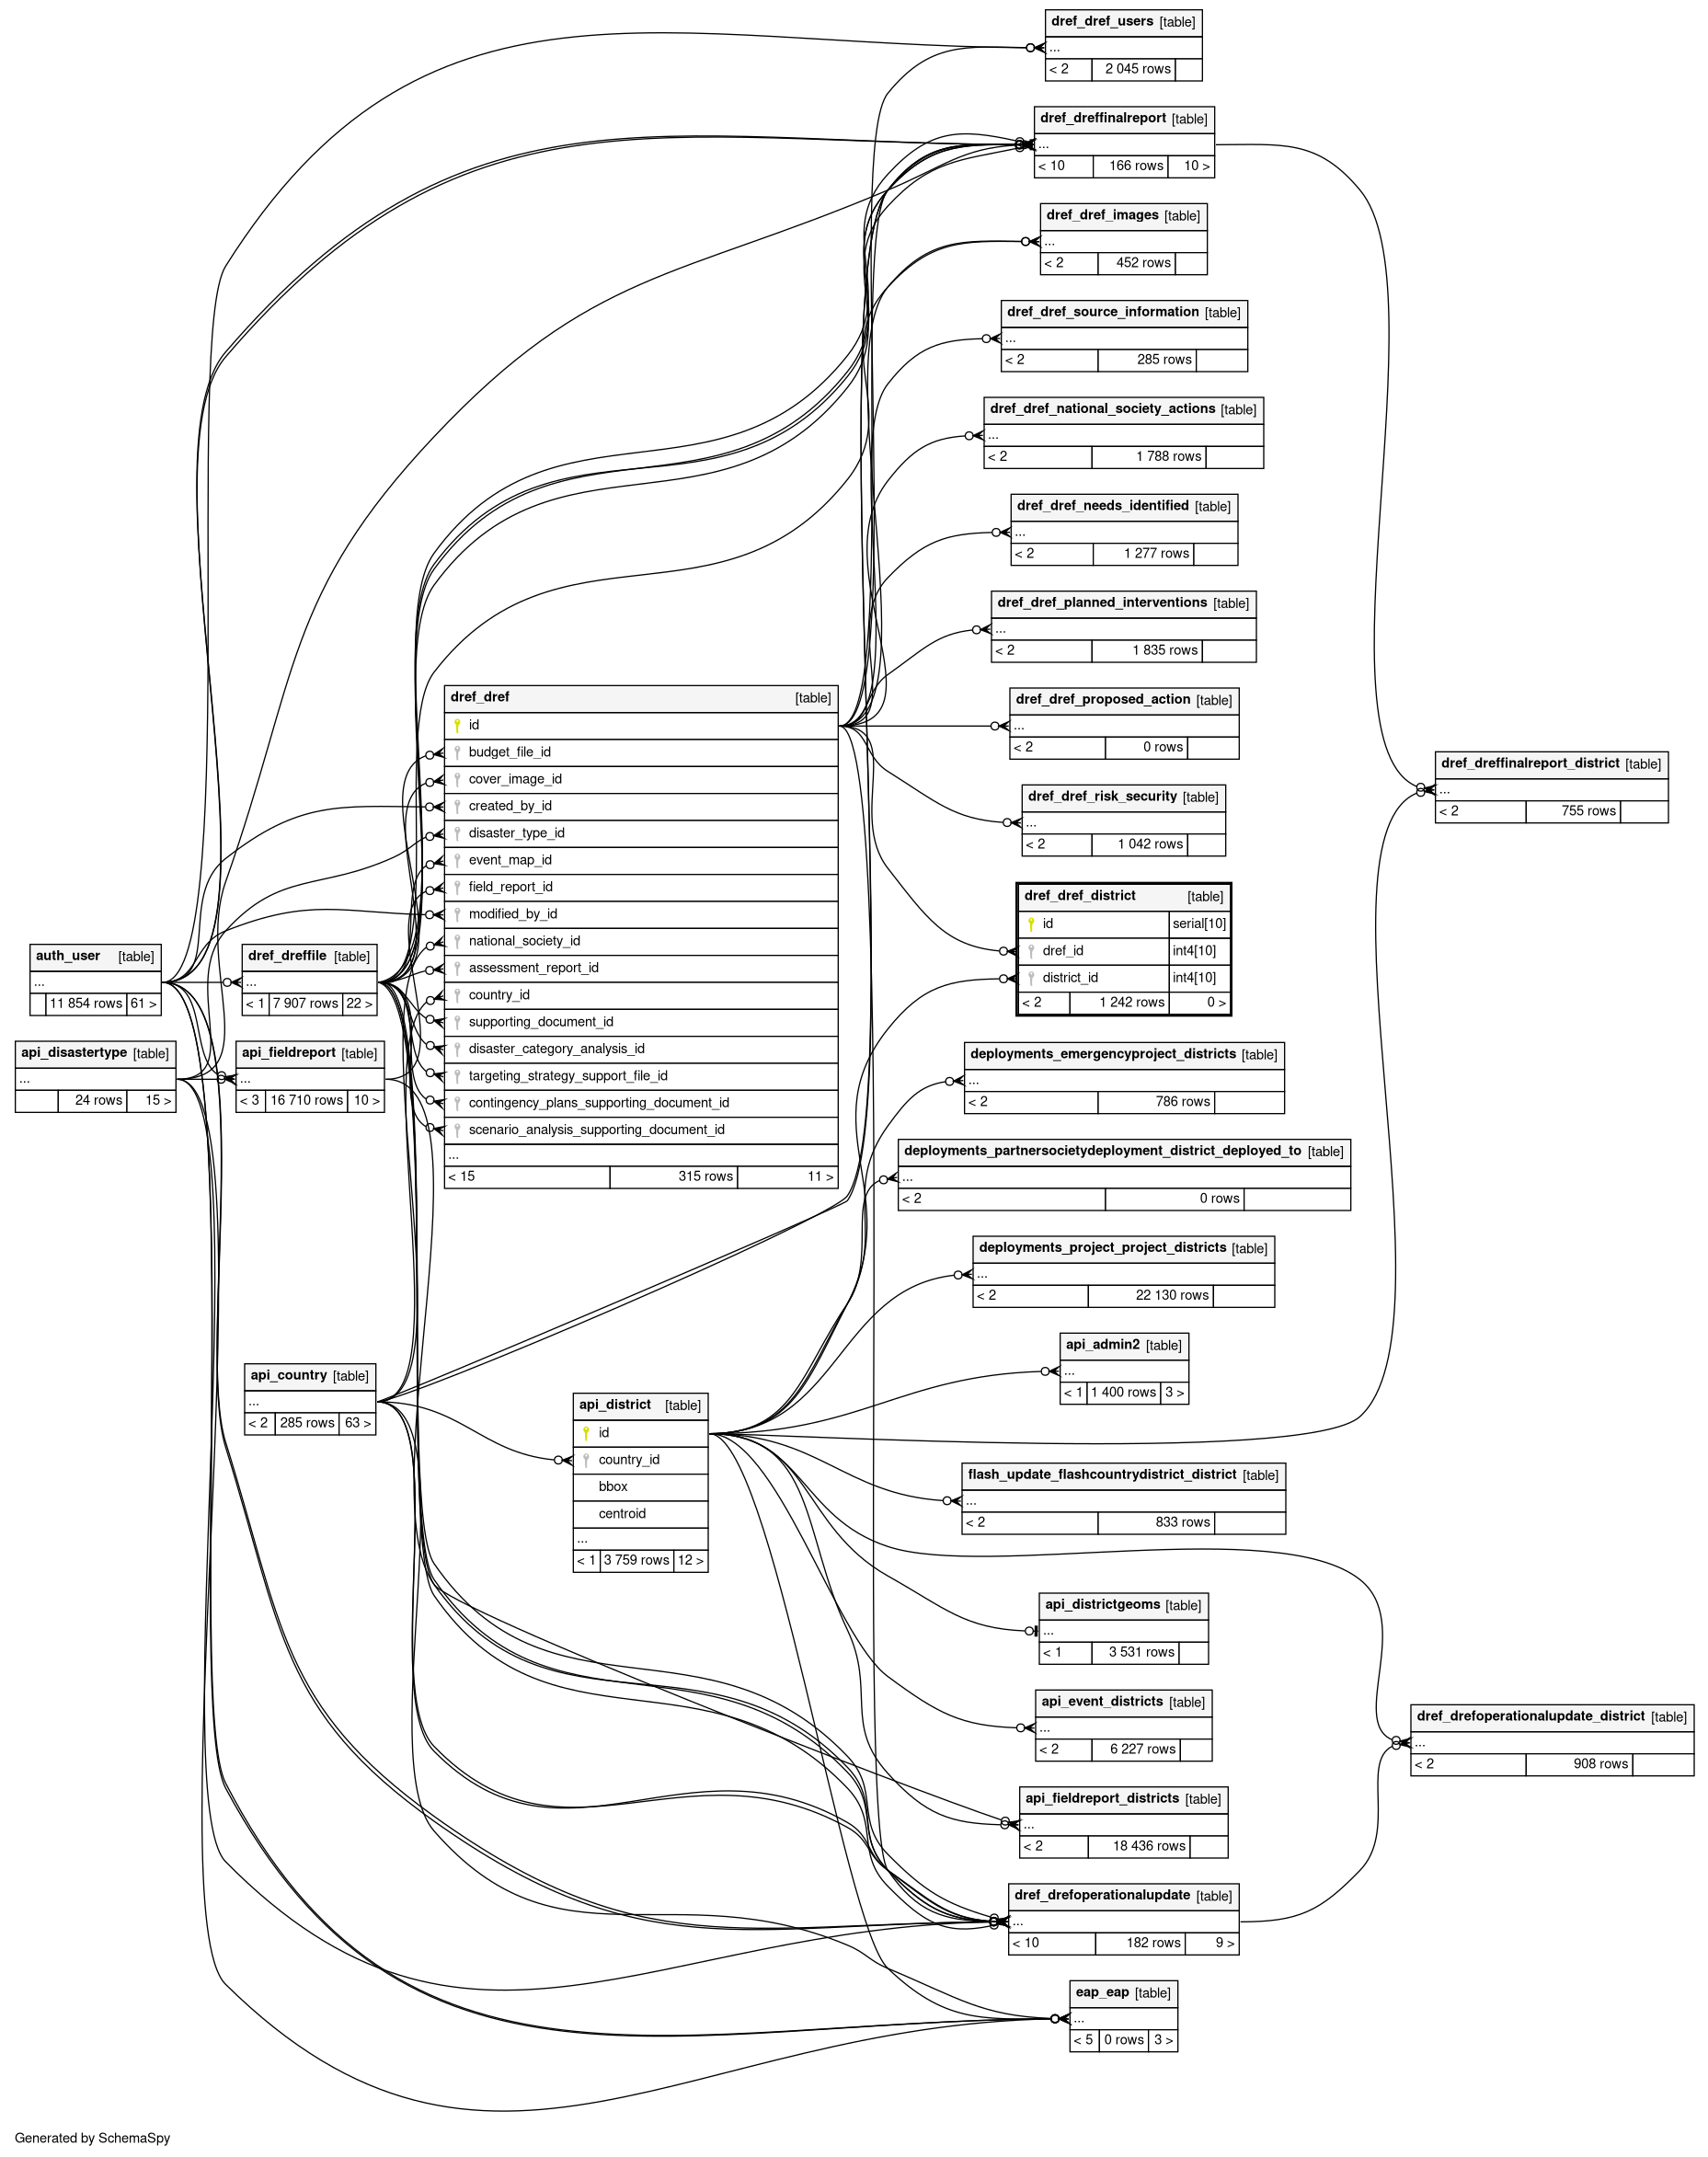 dref_dref_users [table]
...
< 2 2 045 rows
dref_dreffinalreport [table]
...
< 10 166 rows 10 >
dref_dref_images [table]
...
< 2 452 rows
dref_dref_source_information [table]
...
< 2 285 rows
dref_dref_national_society_actions [table]
...
< 2 1 788 rows
dref_dref_needs_identified [table]
...
< 2 1 277 rows
dref_dref_planned_interventions [table]
...
< 2 1 835 rows
dref_dref_proposed_action [table]
...
< 2 0 rows
dref_dref_risk_security [table]
...
< 2 1 042 rows
dref_dreffinalreport_district [table]
...
< 2 755 rows
dref_dref [table]
id
budget_file_id
cover_image_id
created_by_id
disaster_type_id
event_map_id
field_report_id
modified_by_id
national_society_id
assessment_report_id
country_id
supporting_document_id
disaster_category_analysis_id
targeting_strategy_support_file_id
contingency_plans_supporting_document_id
scenario_analysis_supporting_document_id
...
< 15 315 rows 11 >
dref_dref_district [table]
id serial[10]
dref_id int4[10]
district_id int4[10]
< 2 1 242 rows 0 >
auth_user [table]
...
11 854 rows 61 >
dref_dreffile [table]
...
< 1 7 907 rows 22 >
api_disastertype [table]
...
24 rows 15 >
api_fieldreport [table]
...
< 3 16 710 rows 10 >
deployments_emergencyproject_districts [table]
...
< 2 786 rows
deployments_partnersocietydeployment_district_deployed_to [table]
...
< 2 0 rows
deployments_project_project_districts [table]
...
< 2 22 130 rows
api_admin2 [table]
...
< 1 1 400 rows 3 >
api_country [table]
...
< 2 285 rows 63 >
api_district [table]
id
country_id
bbox
centroid
...
< 1 3 759 rows 12 >
flash_update_flashcountrydistrict_district [table]
...
< 2 833 rows
api_districtgeoms [table]
...
< 1 3 531 rows
api_event_districts [table]
...
< 2 6 227 rows
dref_drefoperationalupdate_district [table]
...
< 2 908 rows
api_fieldreport_districts [table]
...
< 2 18 436 rows
dref_drefoperationalupdate [table]
...
< 10 182 rows 9 >
eap_eap [table]
...
< 5 0 rows 3 >
Generated by SchemaSpy